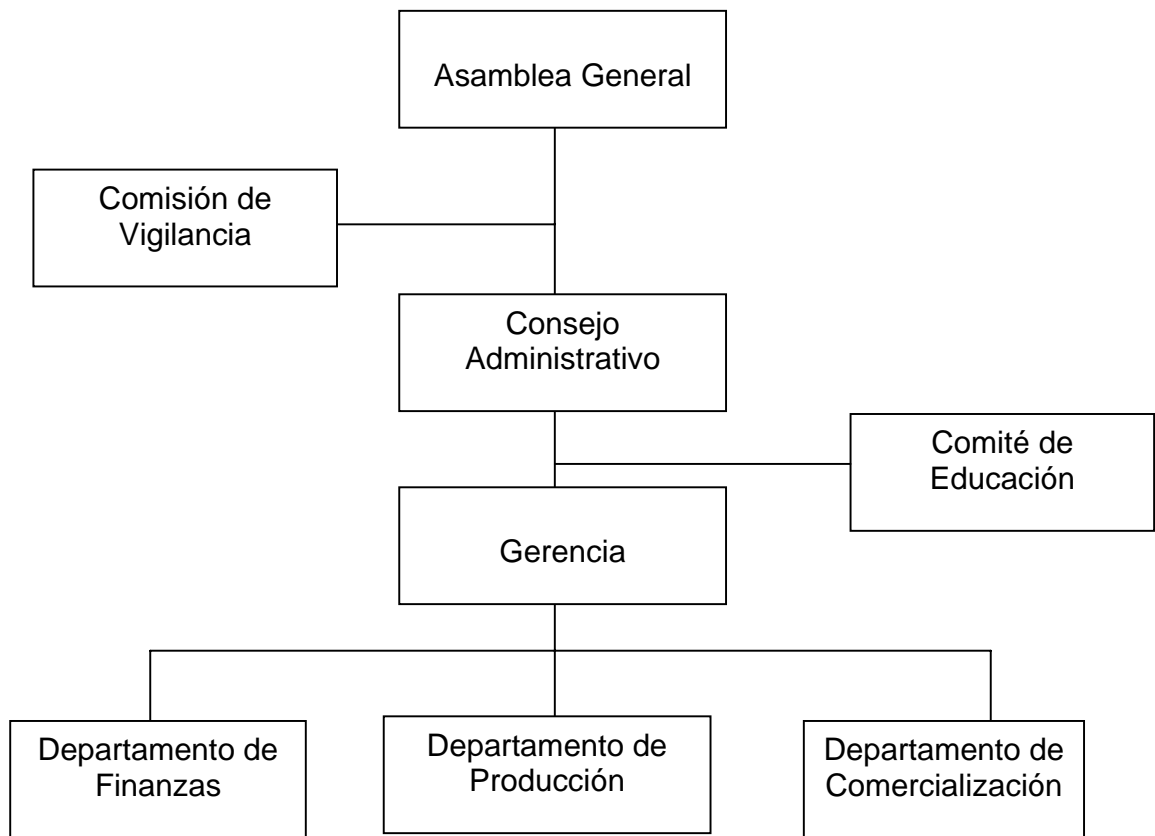 Asamblea General
Comisión de
Vigilancia
Consejo
Administrativo
Comité de
Educación
Gerencia
Departamento de
Finanzas
Departamento de
Producción
Departamento de
Comercialización